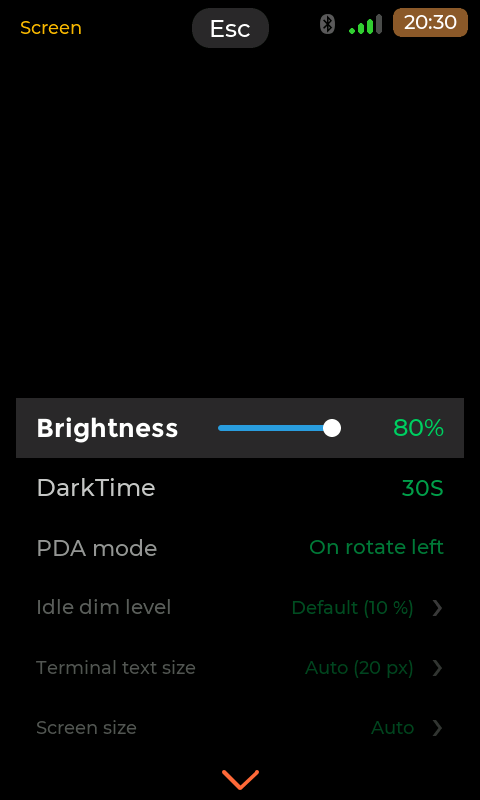 Screen
Esc
20:30
Brightness 80%
DarkTime 30S
PDA mode On rotate left
Idle dim level Default (10 %)
Terminal text size Auto (20 px)
Screen size Auto